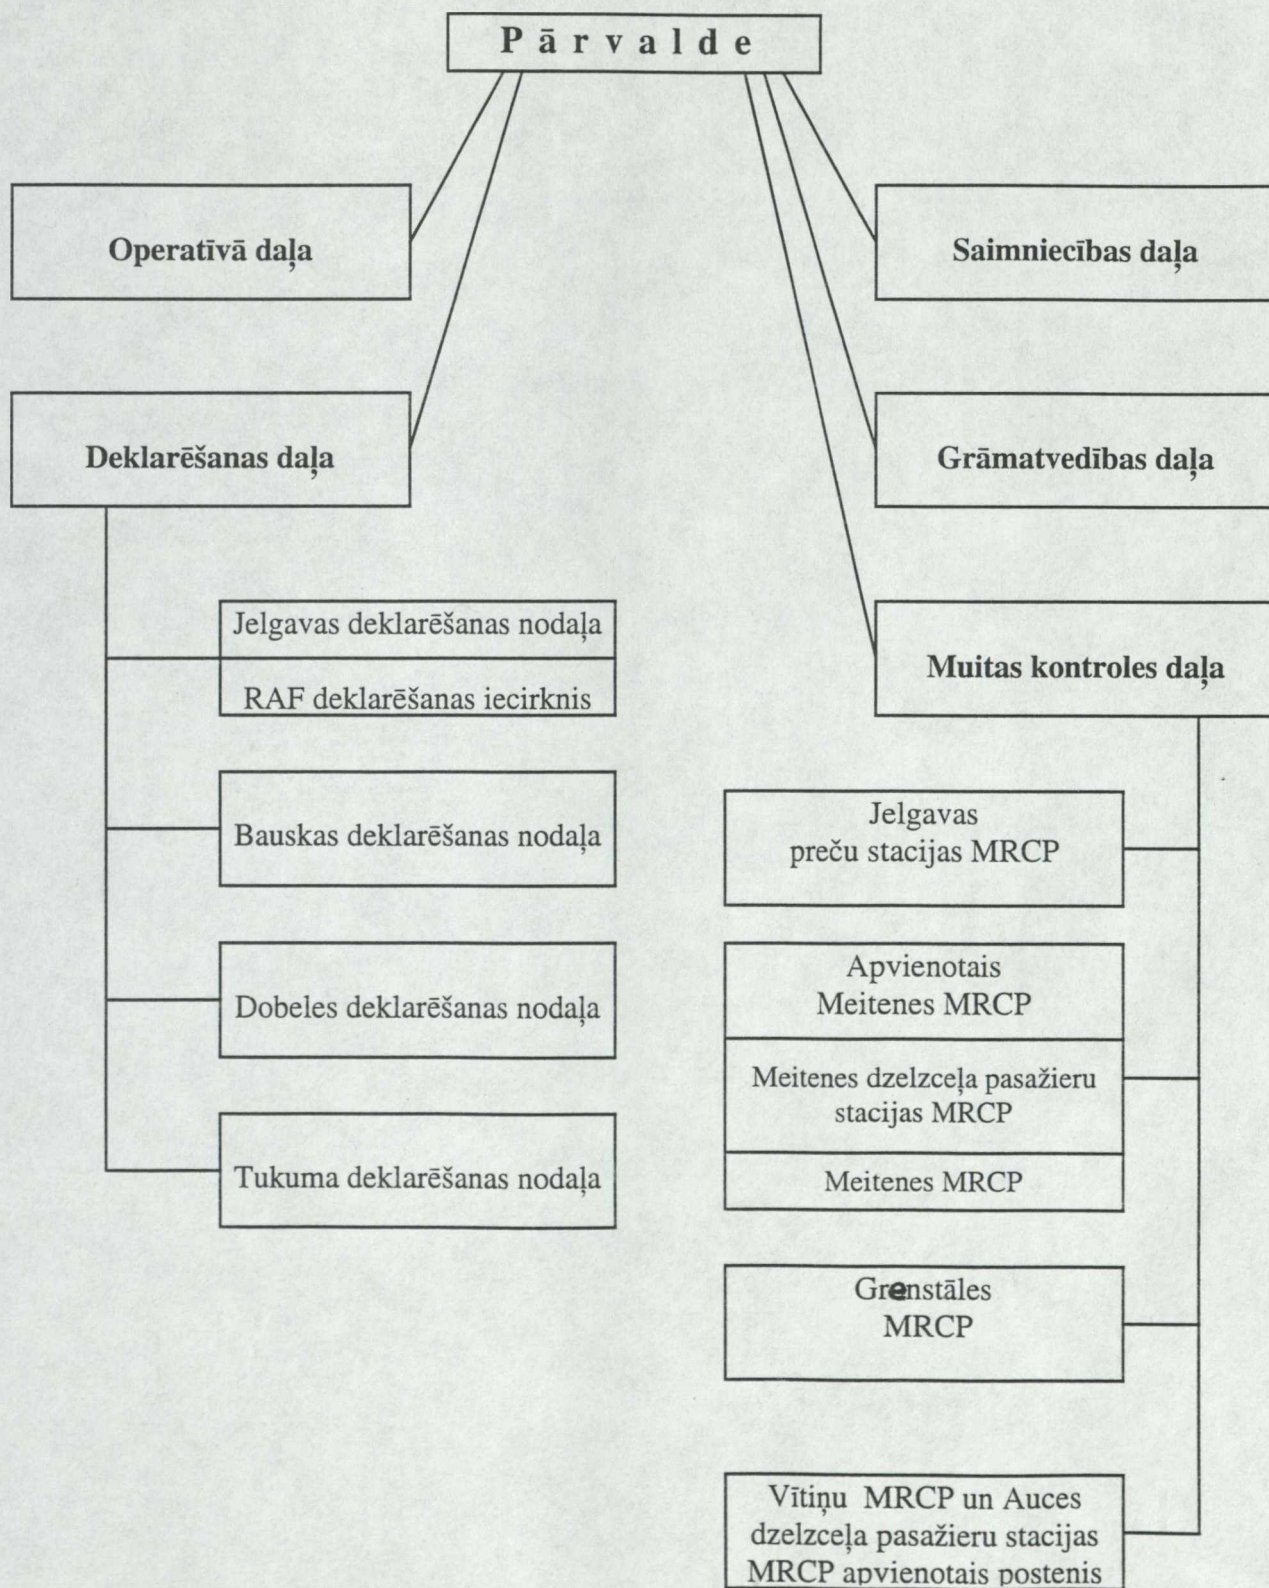 Pārvalde
Operatīvā daļa
Saimniecības daļa
Deklarēšanas daļa
Grāmatvedības daļa
Jelgavas deklarēšanas nodaļa
RAF deklarēšanas iecirknis
Bauskas deklarēšanas nodaļa
Dobeles deklarēšanas nodaļa
Tukuma deklarēšanas nodaļa
Muitas kontroles daļa
Jelgavas
preču stacijas MRCP
Apvienotais
Meitenes MRCP
Meitenes dzelzceļa pasažieru
stacijas MRCP
Meitenes MRCP
Grenstāles
MRCP
Vītiņu MRCP un Auces
dzelzceļa pasažieru stacijas
MRCP apvienotais postenis